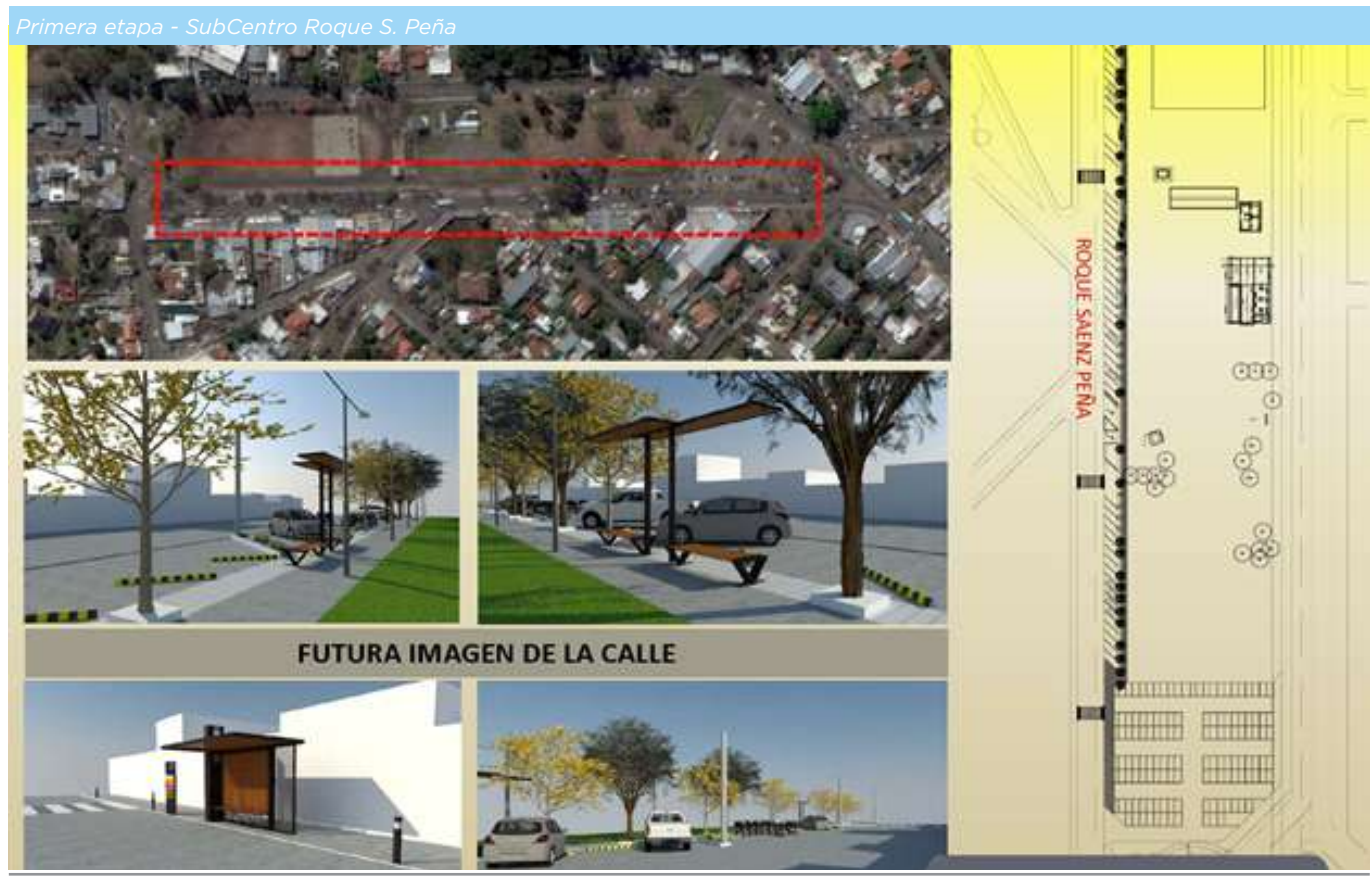 Primera etapa - SubCentro Roque S. Peña
ROQUE SAENZ PEÑA
FUTURA IMAGEN DE LA CALLE